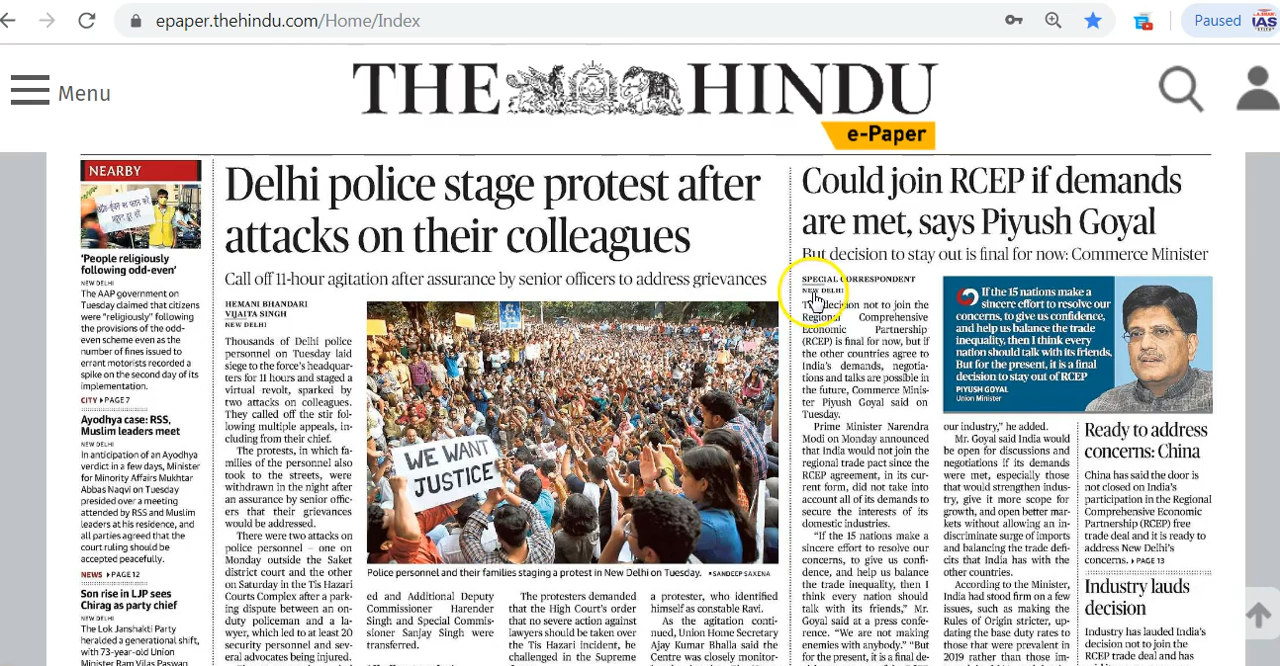 epaper.thehindu.com/Home/Index
Paused
IAS
Menu
THE HINDU
e-Paper
NEARBY
‘People religiously
following odd-even’
NEW DELHI
The AAP government on
Tuesday claimed that citizens
were “religiously” following
the provisions of the odd-
even scheme even as the
number of fines issued to
errant motorists recorded a
spike on the second day of its
implementation.
CITY ▶ PAGE 7
Ayodhya case: RSS,
Muslim leaders meet
NEW DELHI
In anticipation of an Ayodhya
verdict in a few days, Minister
for Minority Affairs Mukhtar
Abbas Naqvi on Tuesday
presided over a meeting
attended by RSS and Muslim
leaders at his residence, and
all parties agreed that the
court ruling should be
accepted peacefully.
NEWS ▶ PAGE 12
Son rise in LJP sees
Chirag as party chief
NEW DELHI
The Lok Janshakti Party
heralded a generational shift,
with 73-year-old Union
Minister Ram Vilas Paswan
Delhi police stage protest after
attacks on their colleagues
Call off 11-hour agitation after assurance by senior officers to address grievances
HEMANI BHANDARI
VIJAITA SINGH
NEW DELHI
Thousands of Delhi police
personnel on Tuesday laid
siege to the force’s headquar-
ters for 11 hours and staged a
virtual revolt, sparked by
two attacks on colleagues.
They called off the stir fol-
lowing multiple appeals, in-
cluding from their chief.
The protests, in which fa-
milies of the personnel also
took to the streets, were
withdrawn in the night after
an assurance by senior offic-
ers that their grievances
would be addressed.
There were two attacks on
police personnel – one on
Monday outside the Saket
district court and the other
on Saturday in the Tis Hazari
Courts Complex after a park-
ing dispute between an on-
duty policeman and a la-
wyer, which led to at least 20
security personnel and sev-
eral advocates being injured.
WE WANT
JUSTICE
Police personnel and their families staging a protest in New Delhi on Tuesday. ▪ SANDEEP SAXENA
ed and Additional Deputy
Commissioner Harender
Singh and Special Commis-
sioner Sanjay Singh were
transferred.
The protesters demanded
that the High Court’s order
that no severe action against
lawyers should be taken over
the Tis Hazari incident, be
challenged in the Supreme
a protester, who identified
himself as constable Ravi.
As the agitation conti-
nued, Union Home Secretary
Ajay Kumar Bhalla said the
Centre was closely monitor-
Could join RCEP if demands
are met, says Piyush Goyal
But decision to stay out is final for now: Commerce Minister
SPECIAL CORRESPONDENT
NEW DELHI
The decision not to join the
Regional Comprehensive
Economic Partnership
(RCEP) is final for now, but if
the other countries agree to
India’s demands, negotia-
tions and talks are possible in
the future, Commerce Minis-
ter Piyush Goyal said on
Tuesday.
Prime Minister Narendra
Modi on Monday announced
that India would not join the
regional trade pact since the
RCEP agreement, in its cur-
rent form, did not take into
account all of its demands to
secure the interests of its
domestic industries.
“If the 15 nations make a
sincere effort to resolve our
concerns, to give us confi-
dence, and help us balance
the trade inequality, then I
think every nation should
talk with its friends,” Mr.
Goyal said at a press confe-
rence. “We are not making
enemies with anybody.” “But
for the present, it is a final de-
If the 15 nations make a
sincere effort to resolve our
concerns, to give us confidence,
and help us balance the trade
inequality, then I think every
nation should talk with its friends.
But for the present, it is a final
decision to stay out of RCEP
PIYUSH GOYAL
Union Minister
our industry,” he added.
Mr. Goyal said India would
be open for discussions and
negotiations if its demands
were met, especially those
that would strengthen indus-
try, give it more scope for
growth, and open better mar-
kets without allowing an in-
discriminate surge of imports
and balancing the trade defi-
cits that India has with the
other countries.
According to the Minister,
India had stood firm on a few
issues, such as making the
Rules of Origin stricter, up-
dating the base duty rates to
those that were prevalent in
2019 rather than those im-
Ready to address
concerns: China
China has said the door is
not closed on India’s
participation in the Regional
Comprehensive Economic
Partnership (RCEP) free
trade deal and it is ready to
address New Delhi’s
concerns. ▶ PAGE 13
Industry lauds
decision
Industry has lauded India’s
decision not to join the
RCEP trade deal and has